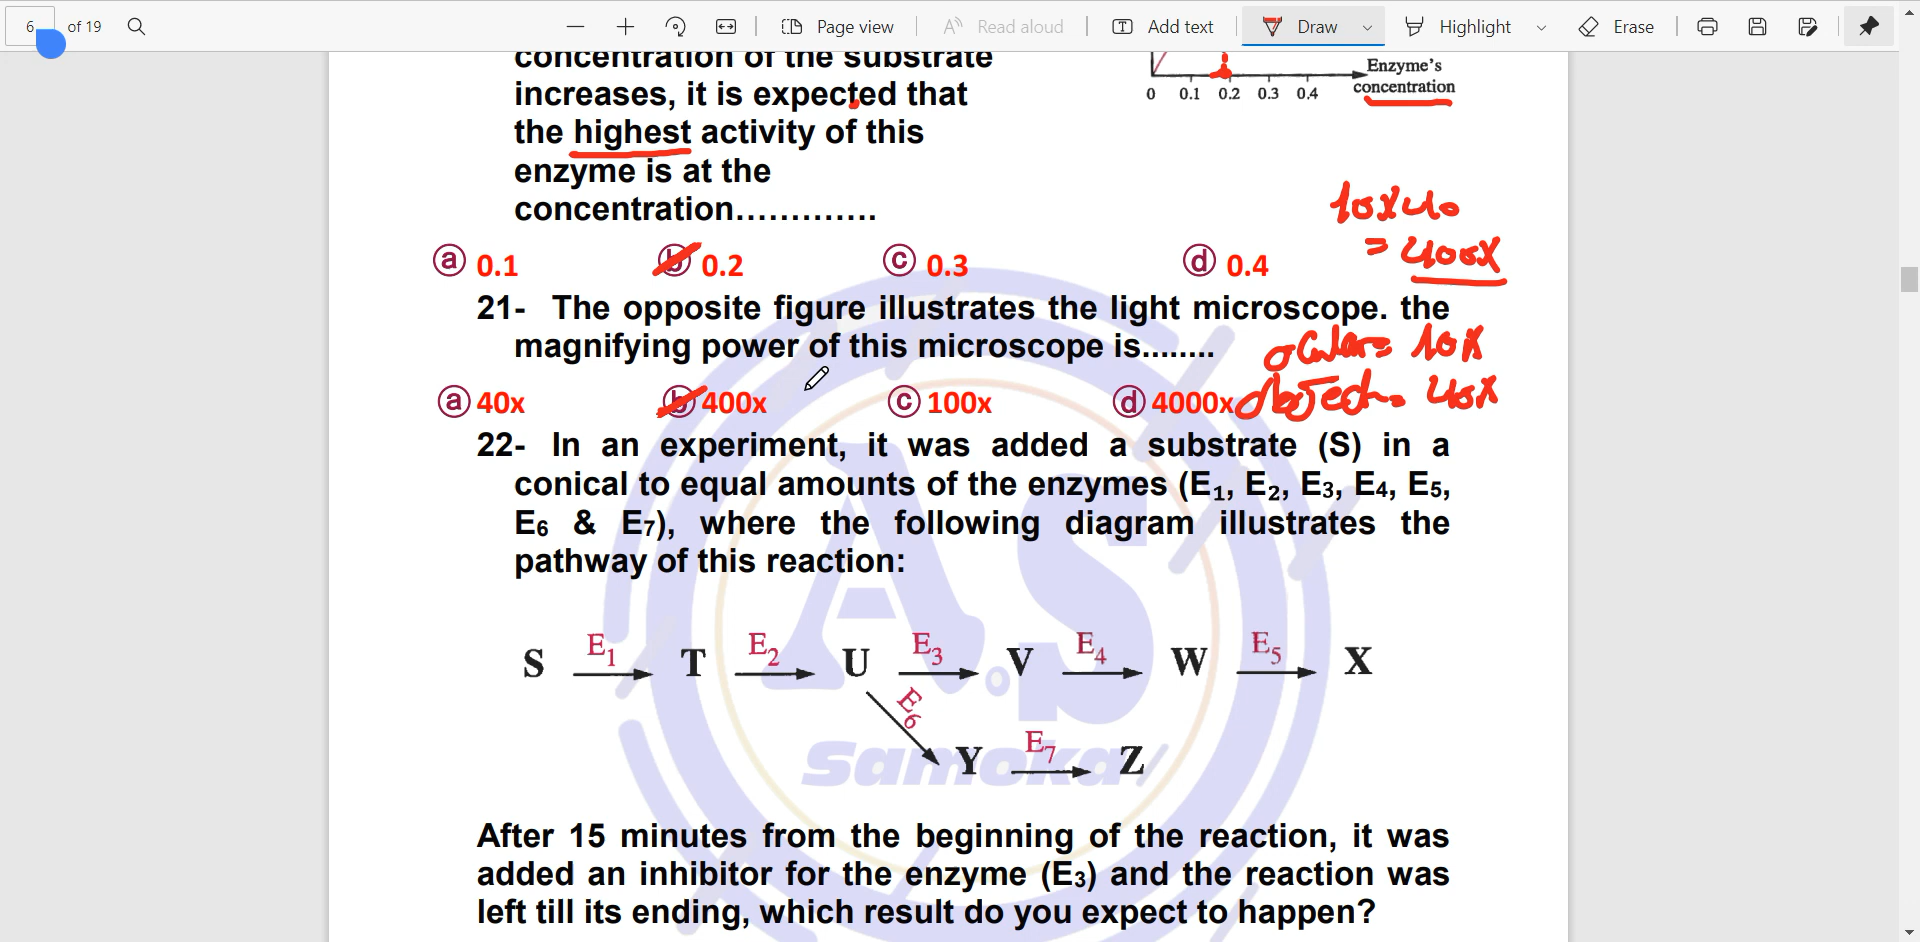 6 of 19 Page view Read aloud Add text Draw Highlight Erase
concentration of the substrate
increases, it is expected that
the highest activity of this
enzyme is at the
concentration.............
Enzyme's
concentration
0 0.1 0.2 0.3 0.4
10x40
= 400X
a 0.1 b 0.2 c 0.3 d 0.4
21- The opposite figure illustrates the light microscope. the
magnifying power of this microscope is........
ocular= 10X
a 40x b 400x c 100x d 4000x
object= 40X
22- In an experiment, it was added a substrate (S) in a
conical to equal amounts of the enzymes (E1, E2, E3, E4, E5,
E6 & E7), where the following diagram illustrates the
pathway of this reaction:
S E1 T E2 U E3 V E4 W E5 X
E6
Y E7 Z
A.S
Samoka
After 15 minutes from the beginning of the reaction, it was
added an inhibitor for the enzyme (E3) and the reaction was
left till its ending, which result do you expect to happen?